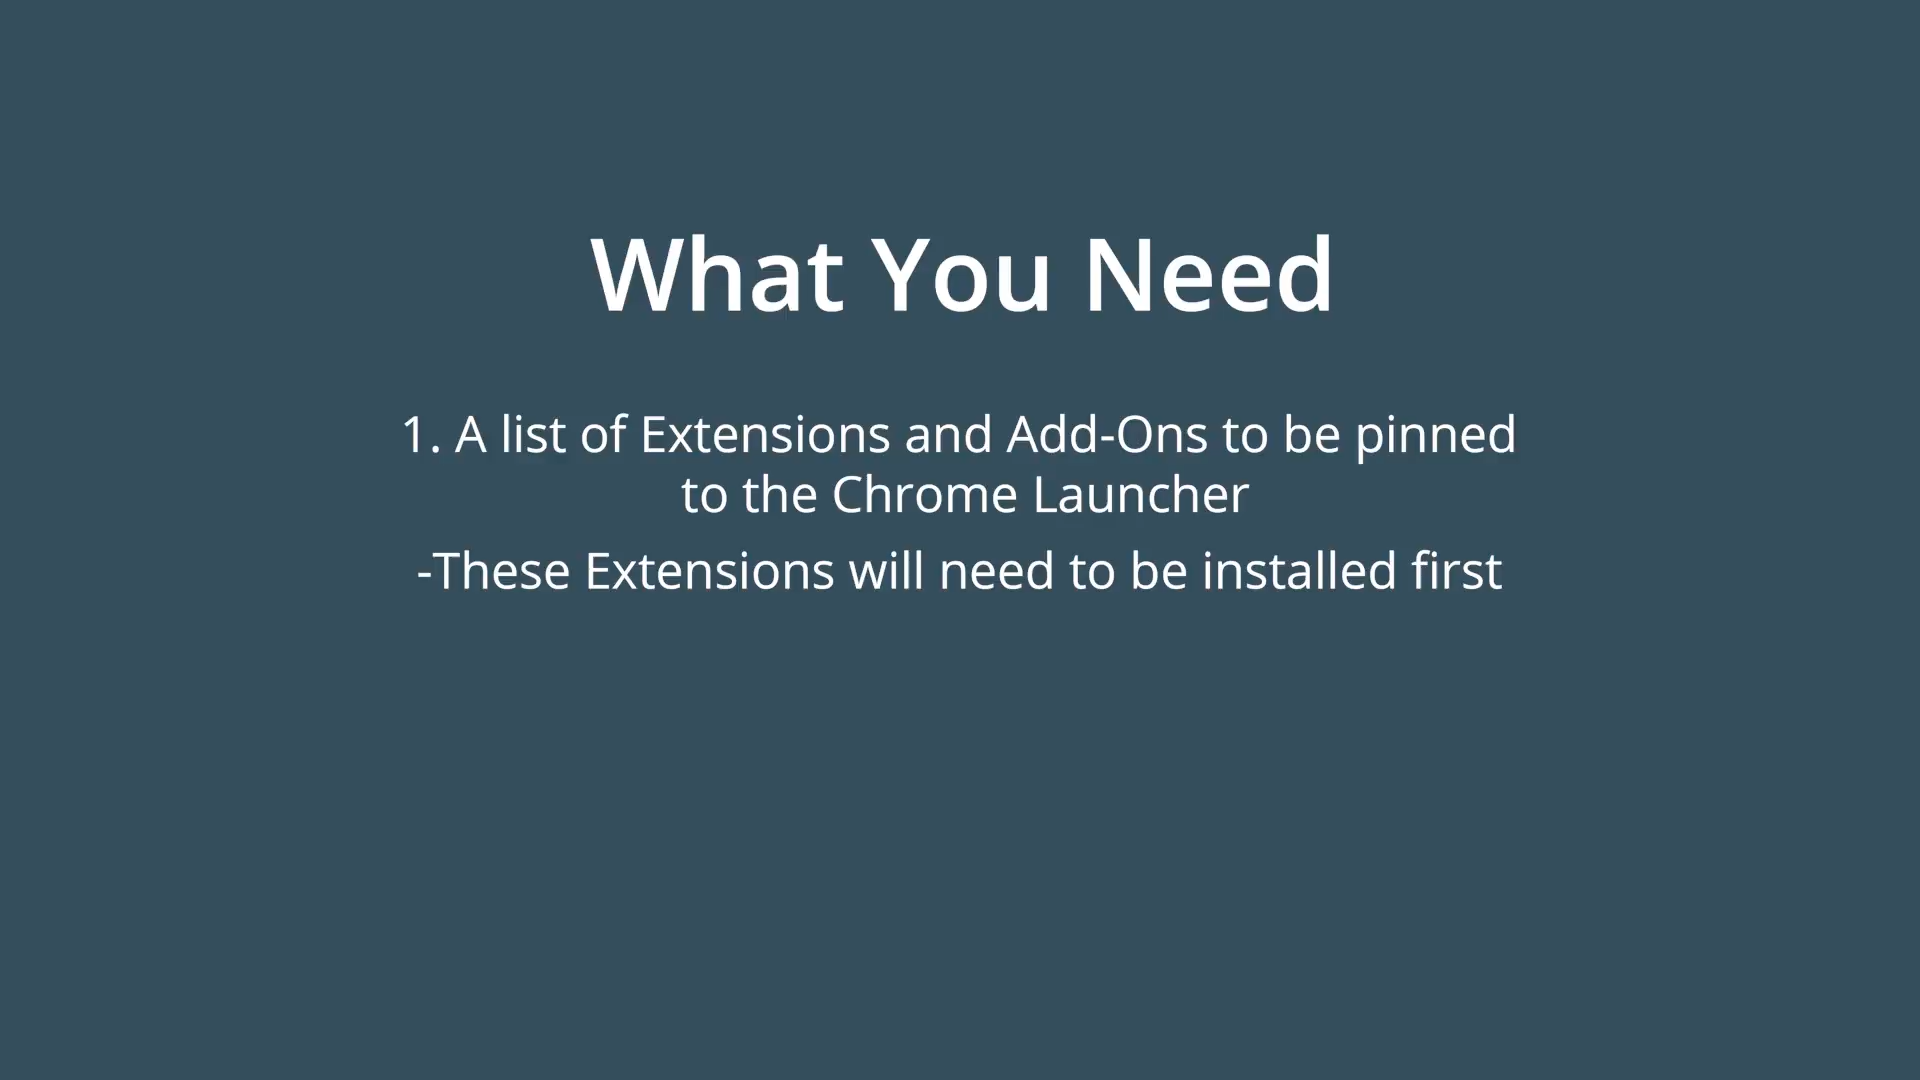 What You Need
1. A list of Extensions and Add-Ons to be pinned
to the Chrome Launcher
-These Extensions will need to be installed first